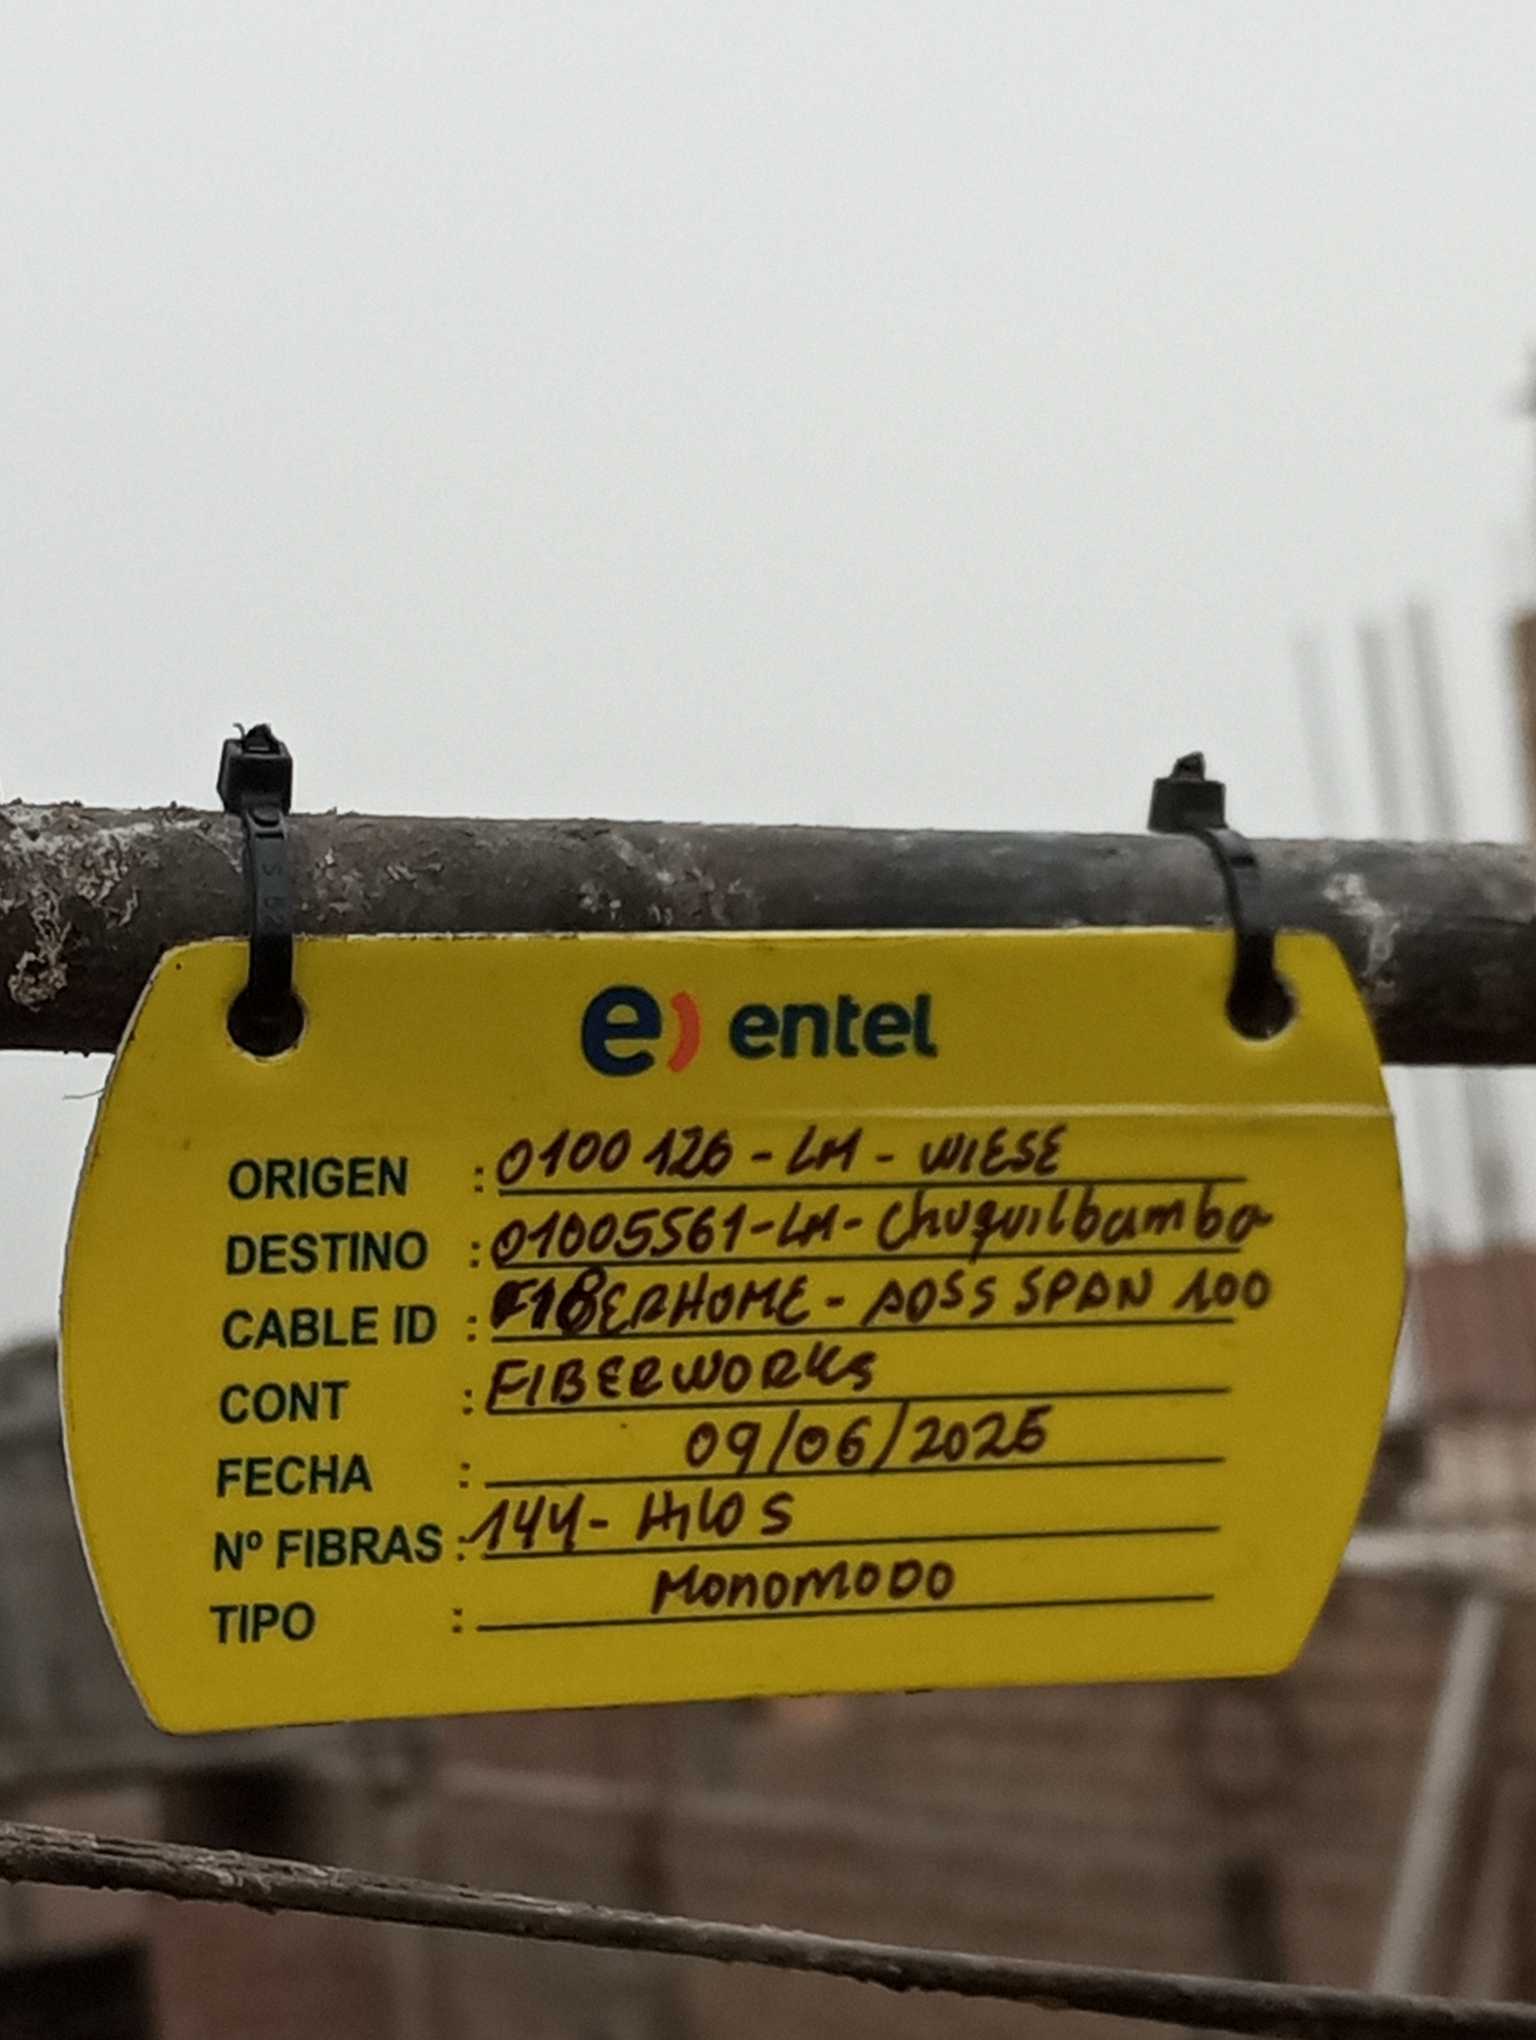 e) entel
ORIGEN : 0100126 - LM - WIESE
DESTINO : 01005561 - LM - Chuquilbamba
CABLE ID : FIBERHOME - ADSS SPAN 100
CONT : FIBERWORKS
FECHA : 09/06/2025
Nº FIBRAS : 144 - HILOS
TIPO : MONOMODO